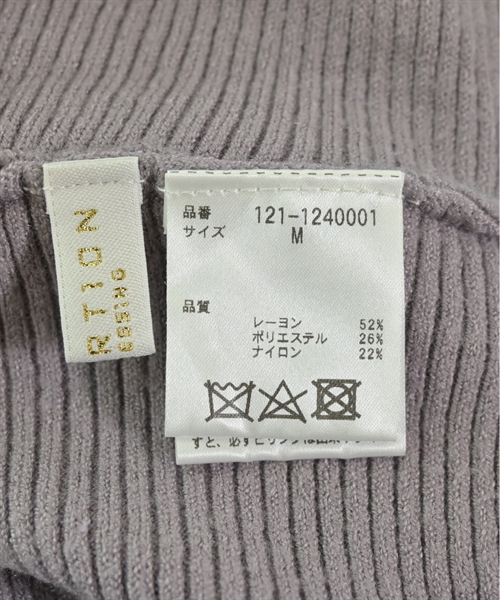 品番 121-1240001
サイズ M
品質
レーヨン 52%
ポリエステル 26%
ナイロン 22%
RTiON